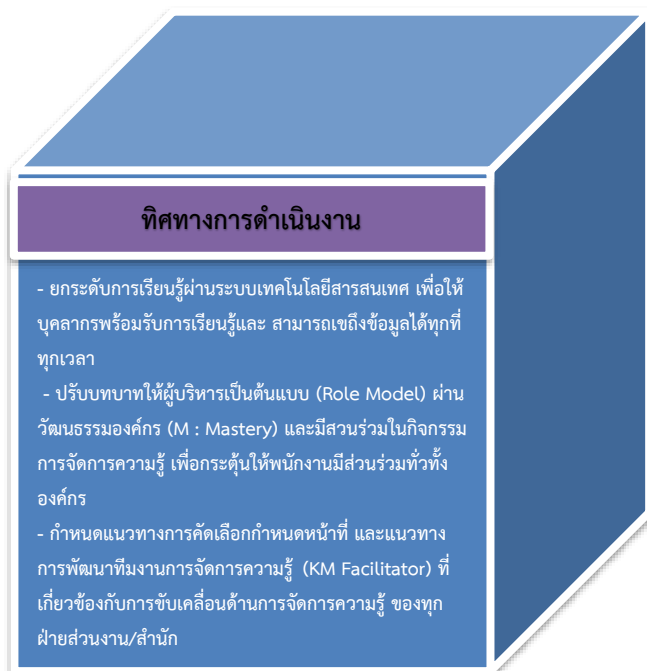 ทิศทางการดำเนินงาน
- ยกระดับการเรียนรู้ผ่านระบบเทคโนโลยีสารสนเทศ เพื่อให้
บุคลากรพร้อมรับการเรียนรู้และ สามารถเขถึงข้อมูลได้ทุกที่
ทุกเวลา
- ปรับบทบาทให้ผู้บริหารเป็นต้นแบบ (Role Model) ผ่าน
วัฒนธรรมองค์กร (M : Mastery) และมีสวนร่วมในกิจกรรม
การจัดการความรู้ เพื่อกระตุ้นให้พนักงานมีส่วนร่วมทั่วทั้ง
องค์กร
- กำหนดแนวทางการคัดเลือกกำหนดหน้าที่ และแนวทาง
การพัฒนาทีมงานการจัดการความรู้ (KM Facilitator) ที่
เกี่ยวข้องกับการขับเคลื่อนด้านการจัดการความรู้ ของทุก
ฝ่ายส่วนงาน/สำนัก